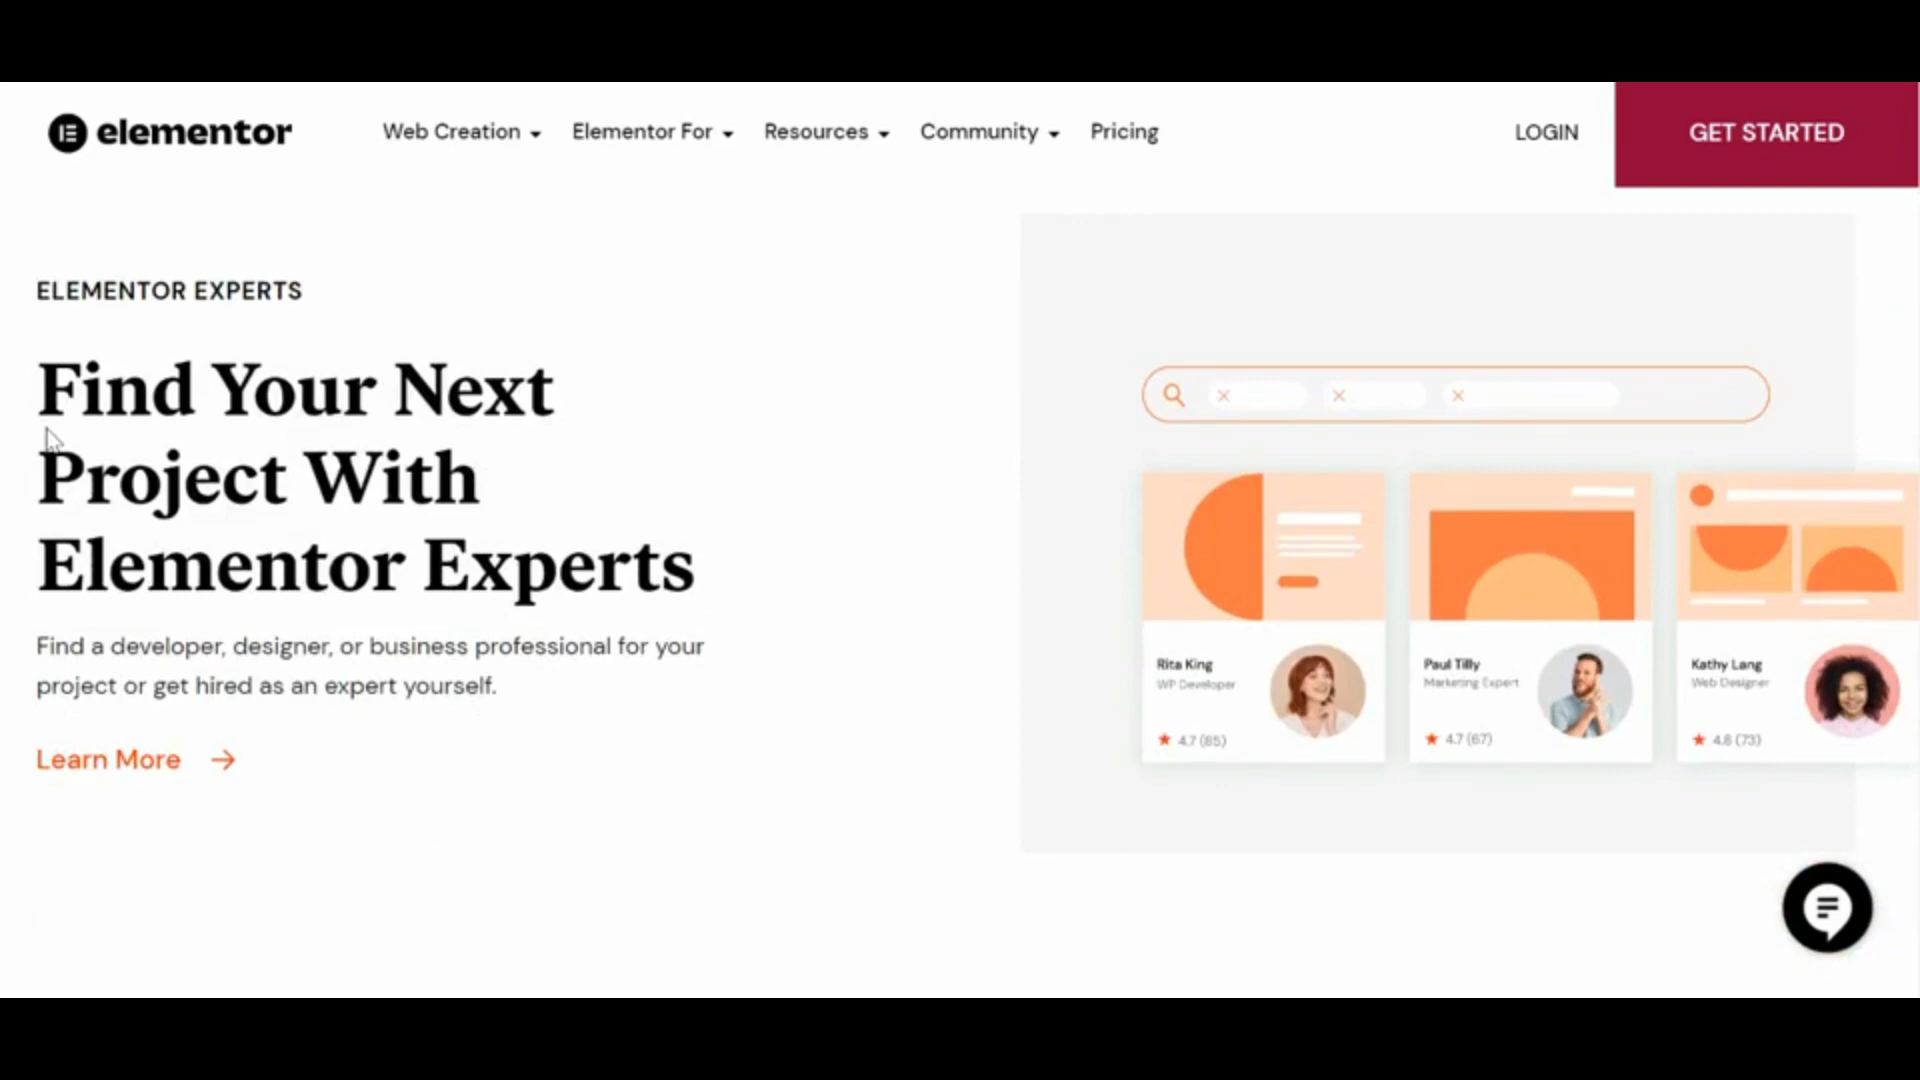 elementor
Web Creation
Elementor For
Resources
Community
Pricing
LOGIN
GET STARTED
ELEMENTOR EXPERTS
Find Your Next
Project With
Elementor Experts
Find a developer, designer, or business professional for your
project or get hired as an expert yourself.
Learn More
Rita King
WP Developer
4.7 (85)
Paul Tilly
Marketing Expert
4.7 (67)
Kathy Lang
Web Designer
4.8 (73)